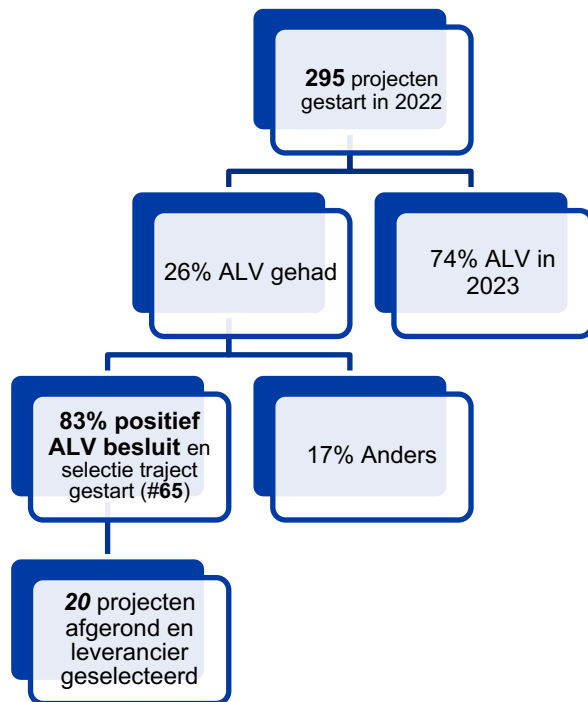 295 projecten
gestart in 2022
26% ALV gehad
74% ALV in
2023
83% positief
ALV besluit en
selectie traject
gestart (#65)
17% Anders
20 projecten
afgerond en
leverancier
geselecteerd